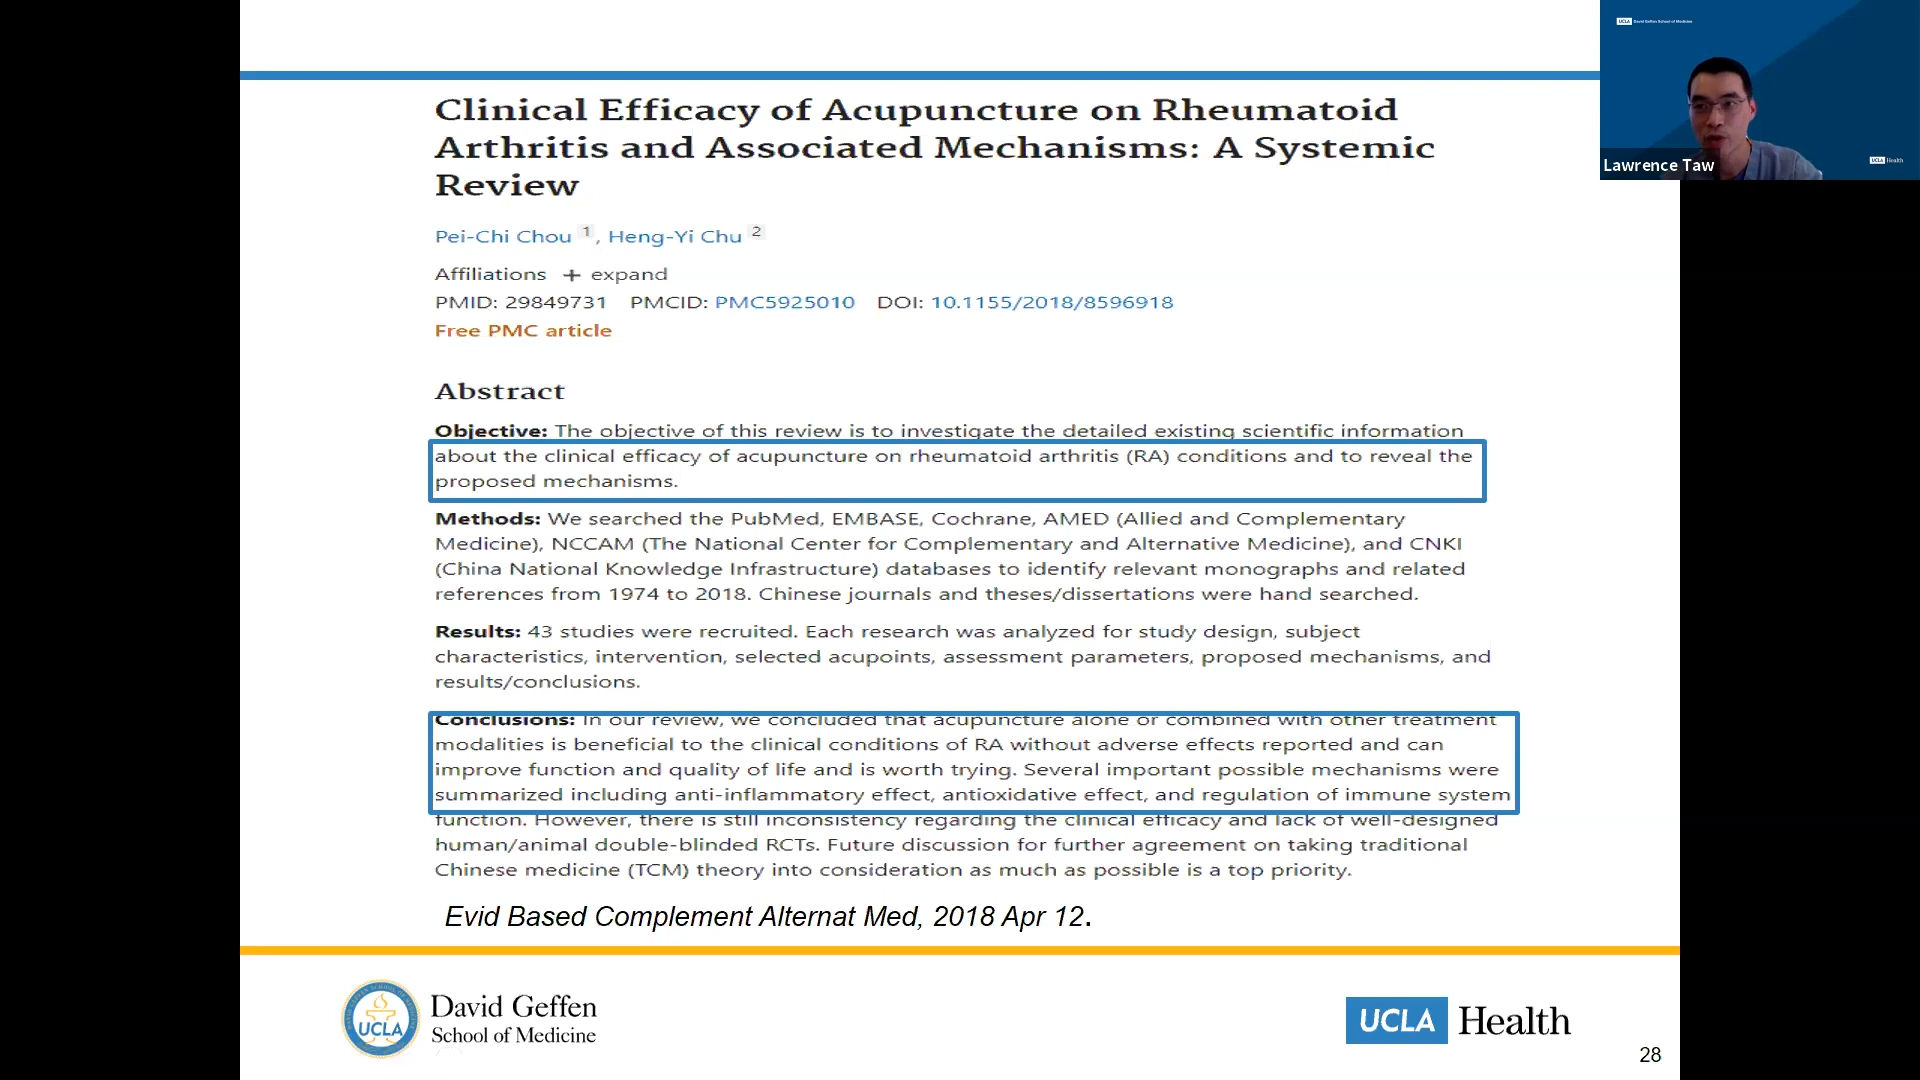 Clinical Efficacy of Acupuncture on Rheumatoid
Arthritis and Associated Mechanisms: A Systemic
Review
Pei-Chi Chou 1, Heng-Yi Chu 2
Affiliations + expand
PMID: 29849731 PMCID: PMC5925010 DOI: 10.1155/2018/8596918
Free PMC article
Abstract
Objective: The objective of this review is to investigate the detailed existing scientific information
about the clinical efficacy of acupuncture on rheumatoid arthritis (RA) conditions and to reveal the
proposed mechanisms.
Methods: We searched the PubMed, EMBASE, Cochrane, AMED (Allied and Complementary
Medicine), NCCAM (The National Center for Complementary and Alternative Medicine), and CNKI
(China National Knowledge Infrastructure) databases to identify relevant monographs and related
references from 1974 to 2018. Chinese journals and theses/dissertations were hand searched.
Results: 43 studies were recruited. Each research was analyzed for study design, subject
characteristics, intervention, selected acupoints, assessment parameters, proposed mechanisms, and
results/conclusions.
Conclusions: In our review, we concluded that acupuncture alone or combined with other treatment
modalities is beneficial to the clinical conditions of RA without adverse effects reported and can
improve function and quality of life and is worth trying. Several important possible mechanisms were
summarized including anti-inflammatory effect, antioxidative effect, and regulation of immune system
function. However, there is still inconsistency regarding the clinical efficacy and lack of well-designed
human/animal double-blinded RCTs. Future discussion for further agreement on taking traditional
Chinese medicine (TCM) theory into consideration as much as possible is a top priority.
Evid Based Complement Alternat Med, 2018 Apr 12.
UCLA
David Geffen
School of Medicine
UCLA Health
28
UCLA David Geffen School of Medicine
UCLA Health
Lawrence Taw